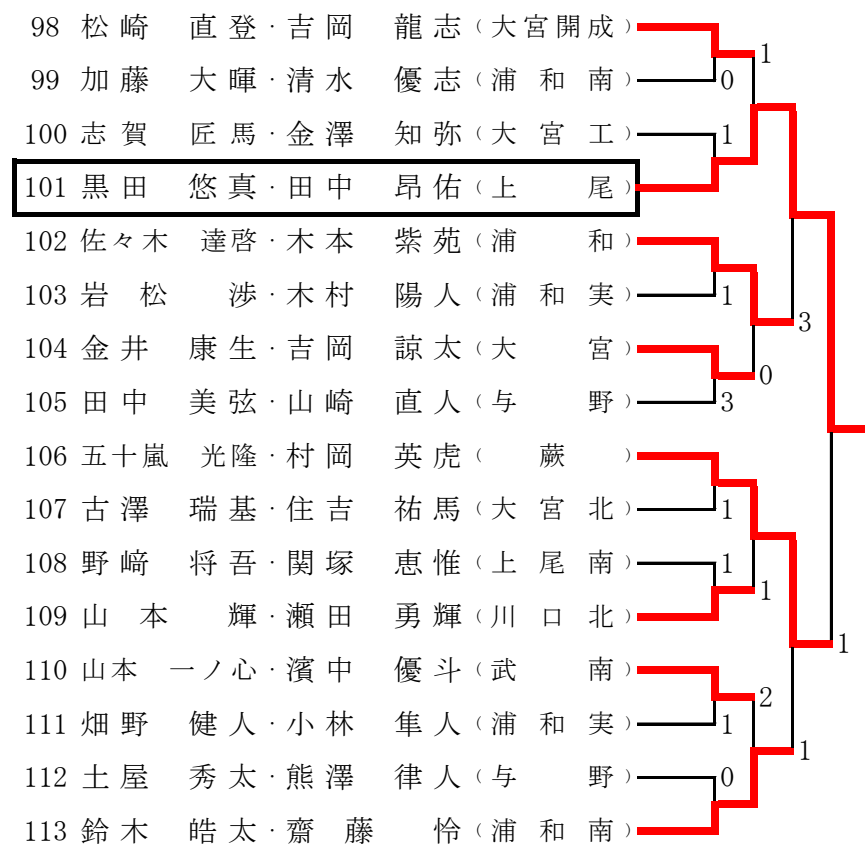 98 松崎 直登・吉岡 龍志（大宮開成） 1
99 加藤 大暉・清水 優志（浦和南） 0
100 志賀 匠馬・金澤 知弥（大宮工） 1
101 黒田 悠真・田中 昂佑（上尾）
102 佐々木 達啓・木本 紫苑（浦和）
103 岩松 渉・木村 陽人（浦和実） 1
3
104 金井 康生・吉岡 諒太（大宮） 0
105 田中 美弦・山崎 直人（与野） 3
106 五十嵐 光隆・村岡 英虎（蕨）
107 古澤 瑞基・住吉 祐馬（大宮北） 1
108 野﨑 将吾・関塚 恵惟（上尾南） 1
1
109 山本 輝・瀬田 勇輝（川口北）
1
110 山本 一ノ心・濱中 優斗（武南） 2
111 畑野 健人・小林 隼人（浦和実） 1
1
112 土屋 秀太・熊澤 律人（与野） 0
113 鈴木 皓太・齋藤 怜（浦和南）